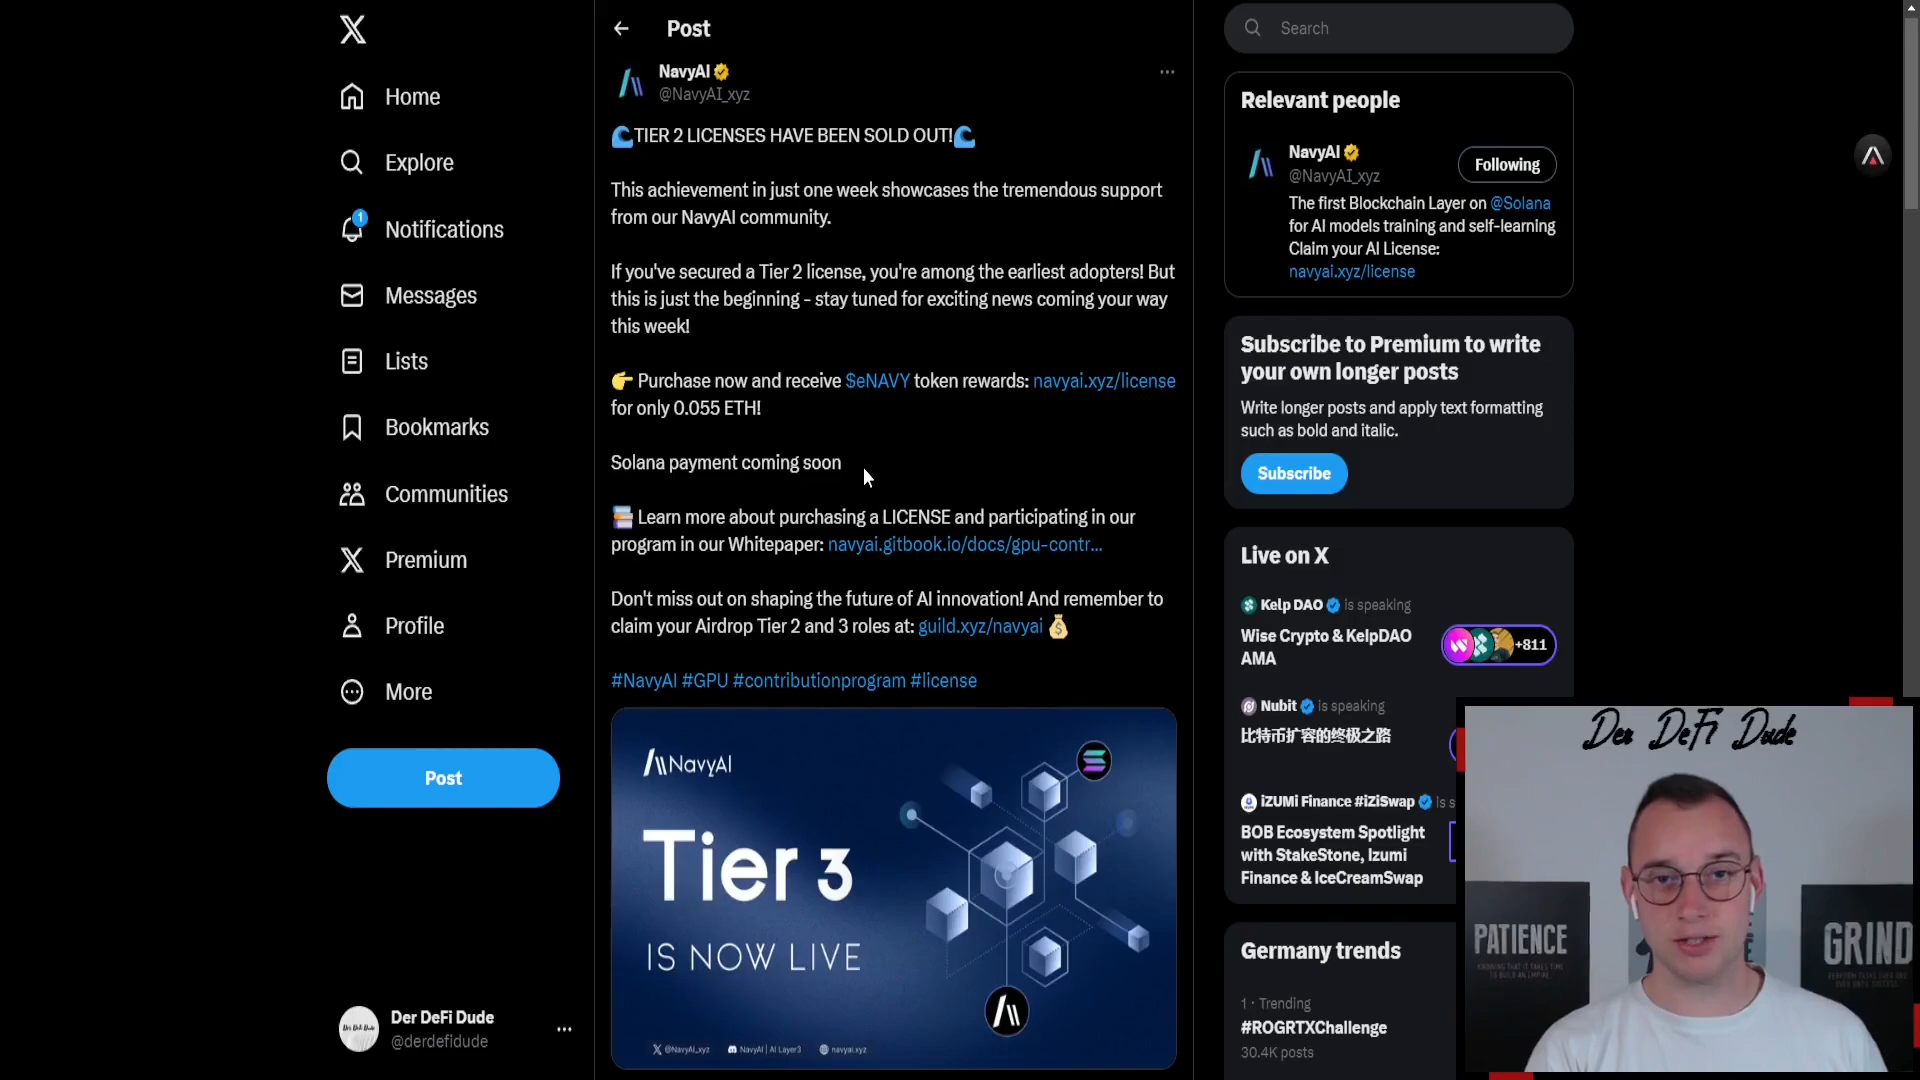 Home
Explore
1
Notifications
Messages
Lists
Bookmarks
Communities
Premium
Profile
More
Post
Der DeFi Dude
@derdefidude
Post
NavyAI
@NavyAI_xyz
TIER 2 LICENSES HAVE BEEN SOLD OUT!
This achievement in just one week showcases the tremendous support
from our NavyAI community.
If you've secured a Tier 2 license, you're among the earliest adopters! But
this is just the beginning - stay tuned for exciting news coming your way
this week!
Purchase now and receive $eNAVY token rewards: navyai.xyz/license
for only 0.055 ETH!
Solana payment coming soon
Learn more about purchasing a LICENSE and participating in our
program in our Whitepaper: navyai.gitbook.io/docs/gpu-contr...
Don't miss out on shaping the future of AI innovation! And remember to
claim your Airdrop Tier 2 and 3 roles at: guild.xyz/navyai
#NavyAI #GPU #contributionprogram #license
NavyAI
Tier 3
IS NOW LIVE
@NavyAI_xyz NavyAI | AI Layer3 navyai.xyz
Search
Relevant people
NavyAI
@NavyAI_xyz
Following
The first Blockchain Layer on @Solana
for AI models training and self-learning
Claim your AI License:
navyai.xyz/license
Subscribe to Premium to write
your own longer posts
Write longer posts and apply text formatting
such as bold and italic.
Subscribe
Live on X
Kelp DAO is speaking
Wise Crypto & KelpDAO
AMA
+811
Nubit is speaking
比特币扩容的终极之路
iZUMi Finance #iZiSwap is s
BOB Ecosystem Spotlight
with StakeStone, Izumi
Finance & IceCreamSwap
Germany trends
1 · Trending
#ROGRTXChallenge
30.4K posts
Der DeFi Dude
PATIENCE
GRIND